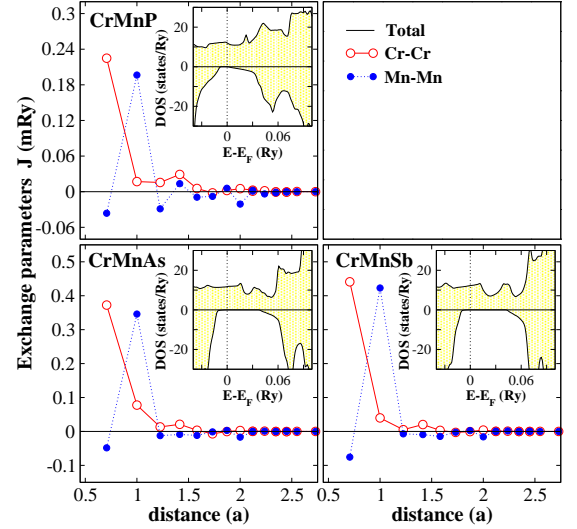 CrMnP
Total
Cr-Cr
Mn-Mn
0.3
0.24
0.18
0.12
0.06
0
-0.06
DOS (states/Ry)
20
0
-20
0 0.06
E-E_F (Ry)
Exchange parameters J (mRy)
CrMnAs
0.5
0.4
0.3
0.2
0.1
0
-0.1
DOS (states/Ry)
20
0
-20
0 0.06
E-E_F (Ry)
0.5 1 1.5 2 2.5
distance (a)
CrMnSb
DOS (states/Ry)
20
0
-20
0 0.06
E-E_F (Ry)
0.5 1 1.5 2 2.5
distance (a)